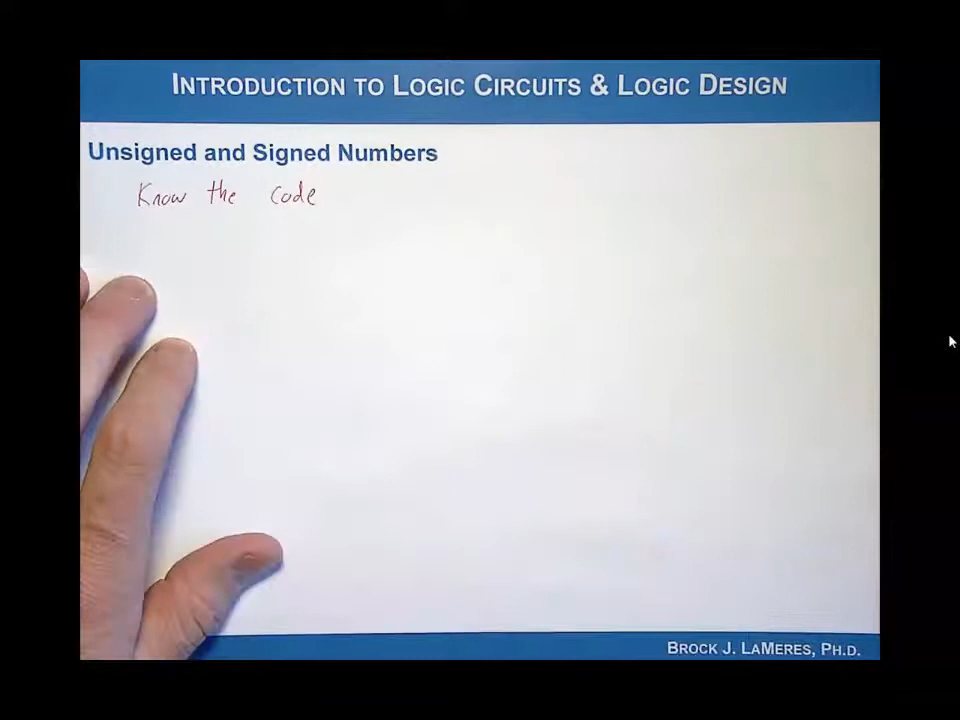 INTRODUCTION TO LOGIC CIRCUITS & LOGIC DESIGN
Unsigned and Signed Numbers
Know the code
BROCK J. LAMERES, PH.D.